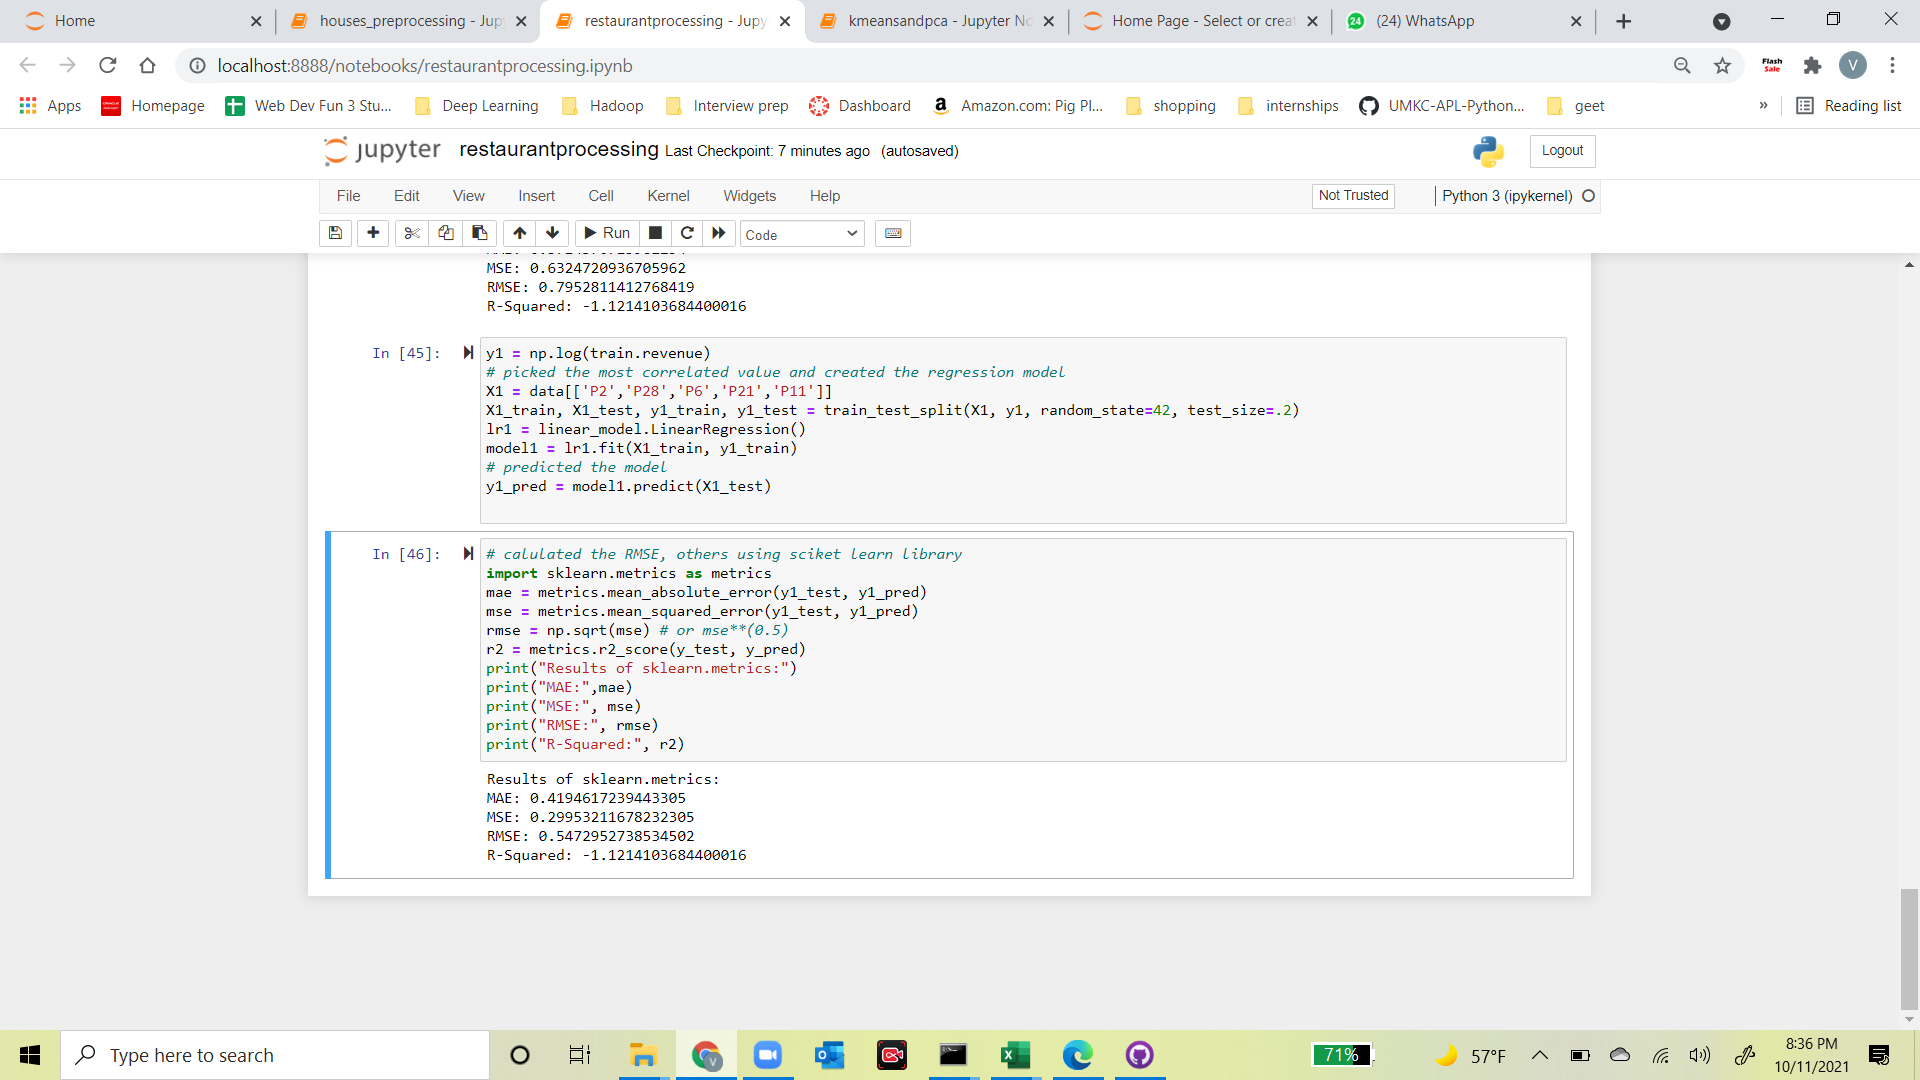 Home
houses_preprocessing - Jup
restaurantprocessing - Jupy
kmeansandpca - Jupyter No
Home Page - Select or creat
24
(24) WhatsApp
localhost:8888/notebooks/restaurantprocessing.ipynb
Flash Sale
V
Apps
Homepage
Web Dev Fun 3 Stu...
Deep Learning
Hadoop
Interview prep
Dashboard
Amazon.com: Pig Pl...
shopping
internships
UMKC-APL-Python...
geet
»
Reading list
jupyter restaurantprocessing Last Checkpoint: 7 minutes ago (autosaved)
Logout
File Edit View Insert Cell Kernel Widgets Help
Not Trusted
Python 3 (ipykernel)
Run
Code
MSE: 0.6324720936705962
RMSE: 0.7952811412768419
R-Squared: -1.1214103684400016
In [45]:
y1 = np.log(train.revenue)
# picked the most correlated value and created the regression model
X1 = data[['P2','P28','P6','P21','P11']]
X1_train, X1_test, y1_train, y1_test = train_test_split(X1, y1, random_state=42, test_size=.2)
lr1 = linear_model.LinearRegression()
model1 = lr1.fit(X1_train, y1_train)
# predicted the model
y1_pred = model1.predict(X1_test)
In [46]:
# calulated the RMSE, others using sciket learn library
import sklearn.metrics as metrics
mae = metrics.mean_absolute_error(y1_test, y1_pred)
mse = metrics.mean_squared_error(y1_test, y1_pred)
rmse = np.sqrt(mse) # or mse**(0.5)
r2 = metrics.r2_score(y_test, y_pred)
print("Results of sklearn.metrics:")
print("MAE:",mae)
print("MSE:", mse)
print("RMSE:", rmse)
print("R-Squared:", r2)
Results of sklearn.metrics:
MAE: 0.4194617239443305
MSE: 0.29953211678232305
RMSE: 0.5472952738534502
R-Squared: -1.1214103684400016
Type here to search
71%
57°F
8:36 PM
10/11/2021